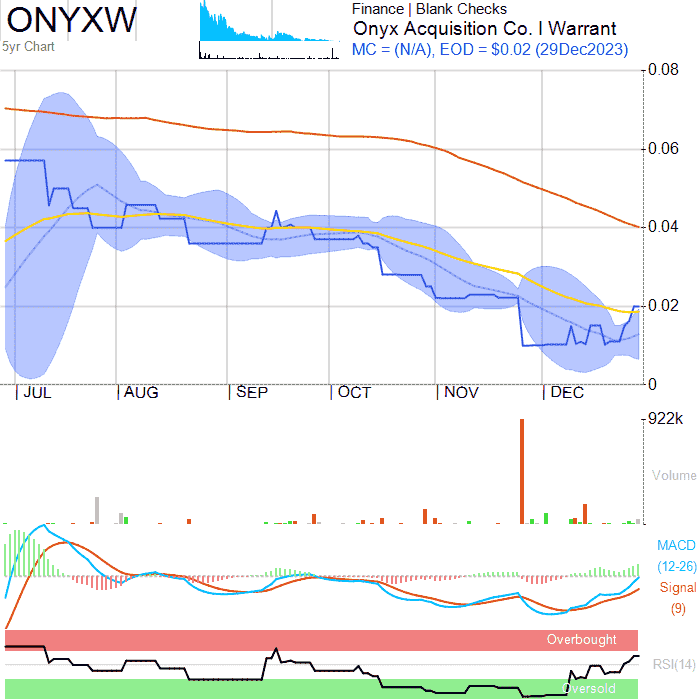 ONYXW
5yr Chart
Finance | Blank Checks
Onyx Acquisition Co. I Warrant
MC = (N/A), EOD = $0.02 (29Dec2023)
0.08
0.06
0.04
0.02
0
JUL AUG SEP OCT NOV DEC
922k
Volume
MACD
(12-26)
Signal
(9)
Overbought
RSI(14)
Oversold